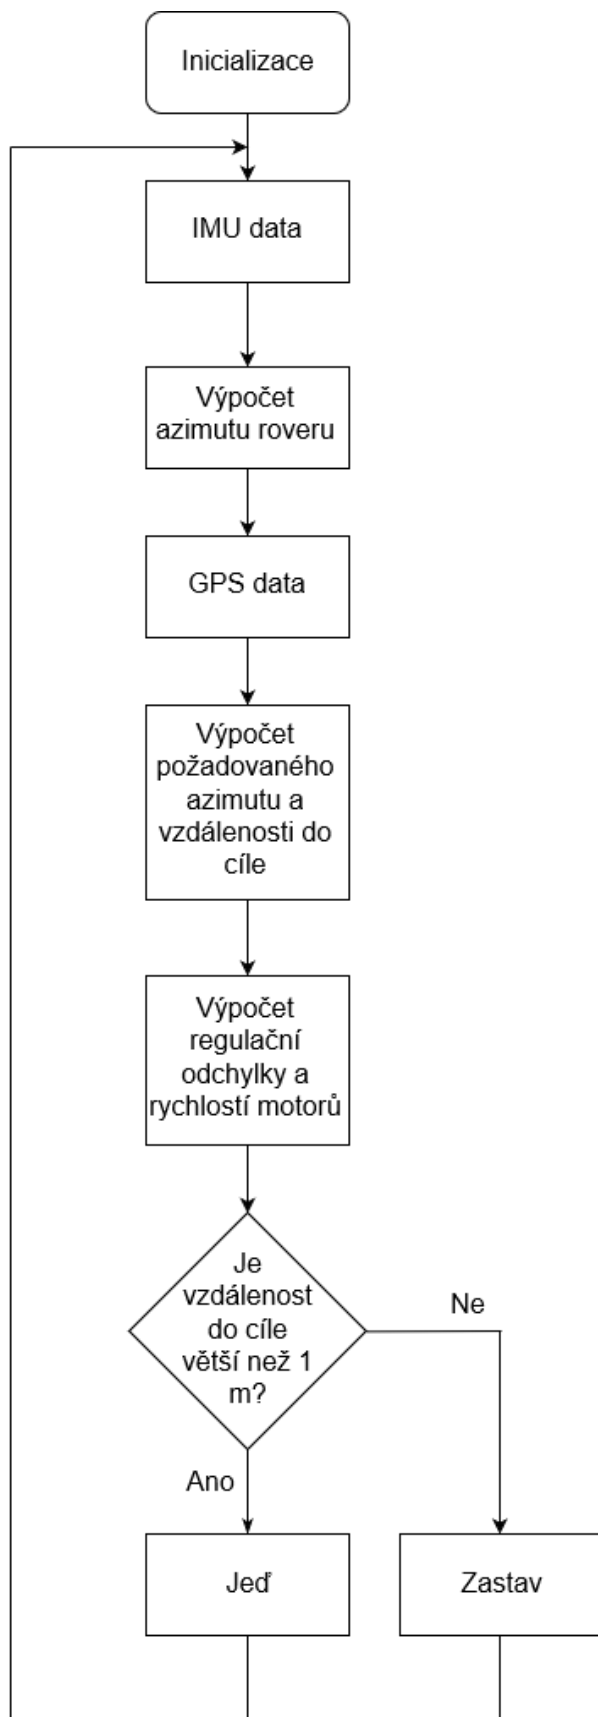 Inicializace
IMU data
Výpočet
azimutu roveru
GPS data
Výpočet
požadovaného
azimutu a
vzdálenosti do
cíle
Výpočet
regulační
odchylky a
rychlostí motorů
Je
vzdálenost
do cíle
větší než 1
m?
Ne
Ano
Jeď
Zastav